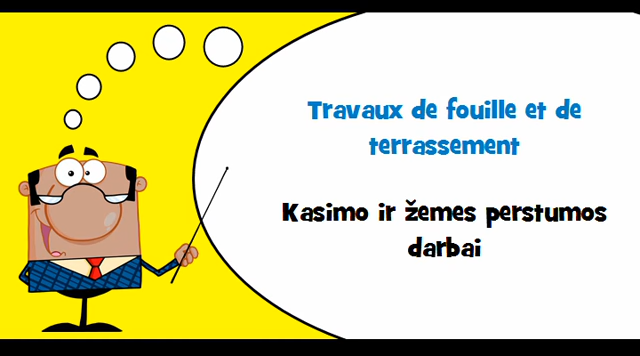 Travaux de fouille et de
terrassement
Kasimo ir žemes perstumos
darbai